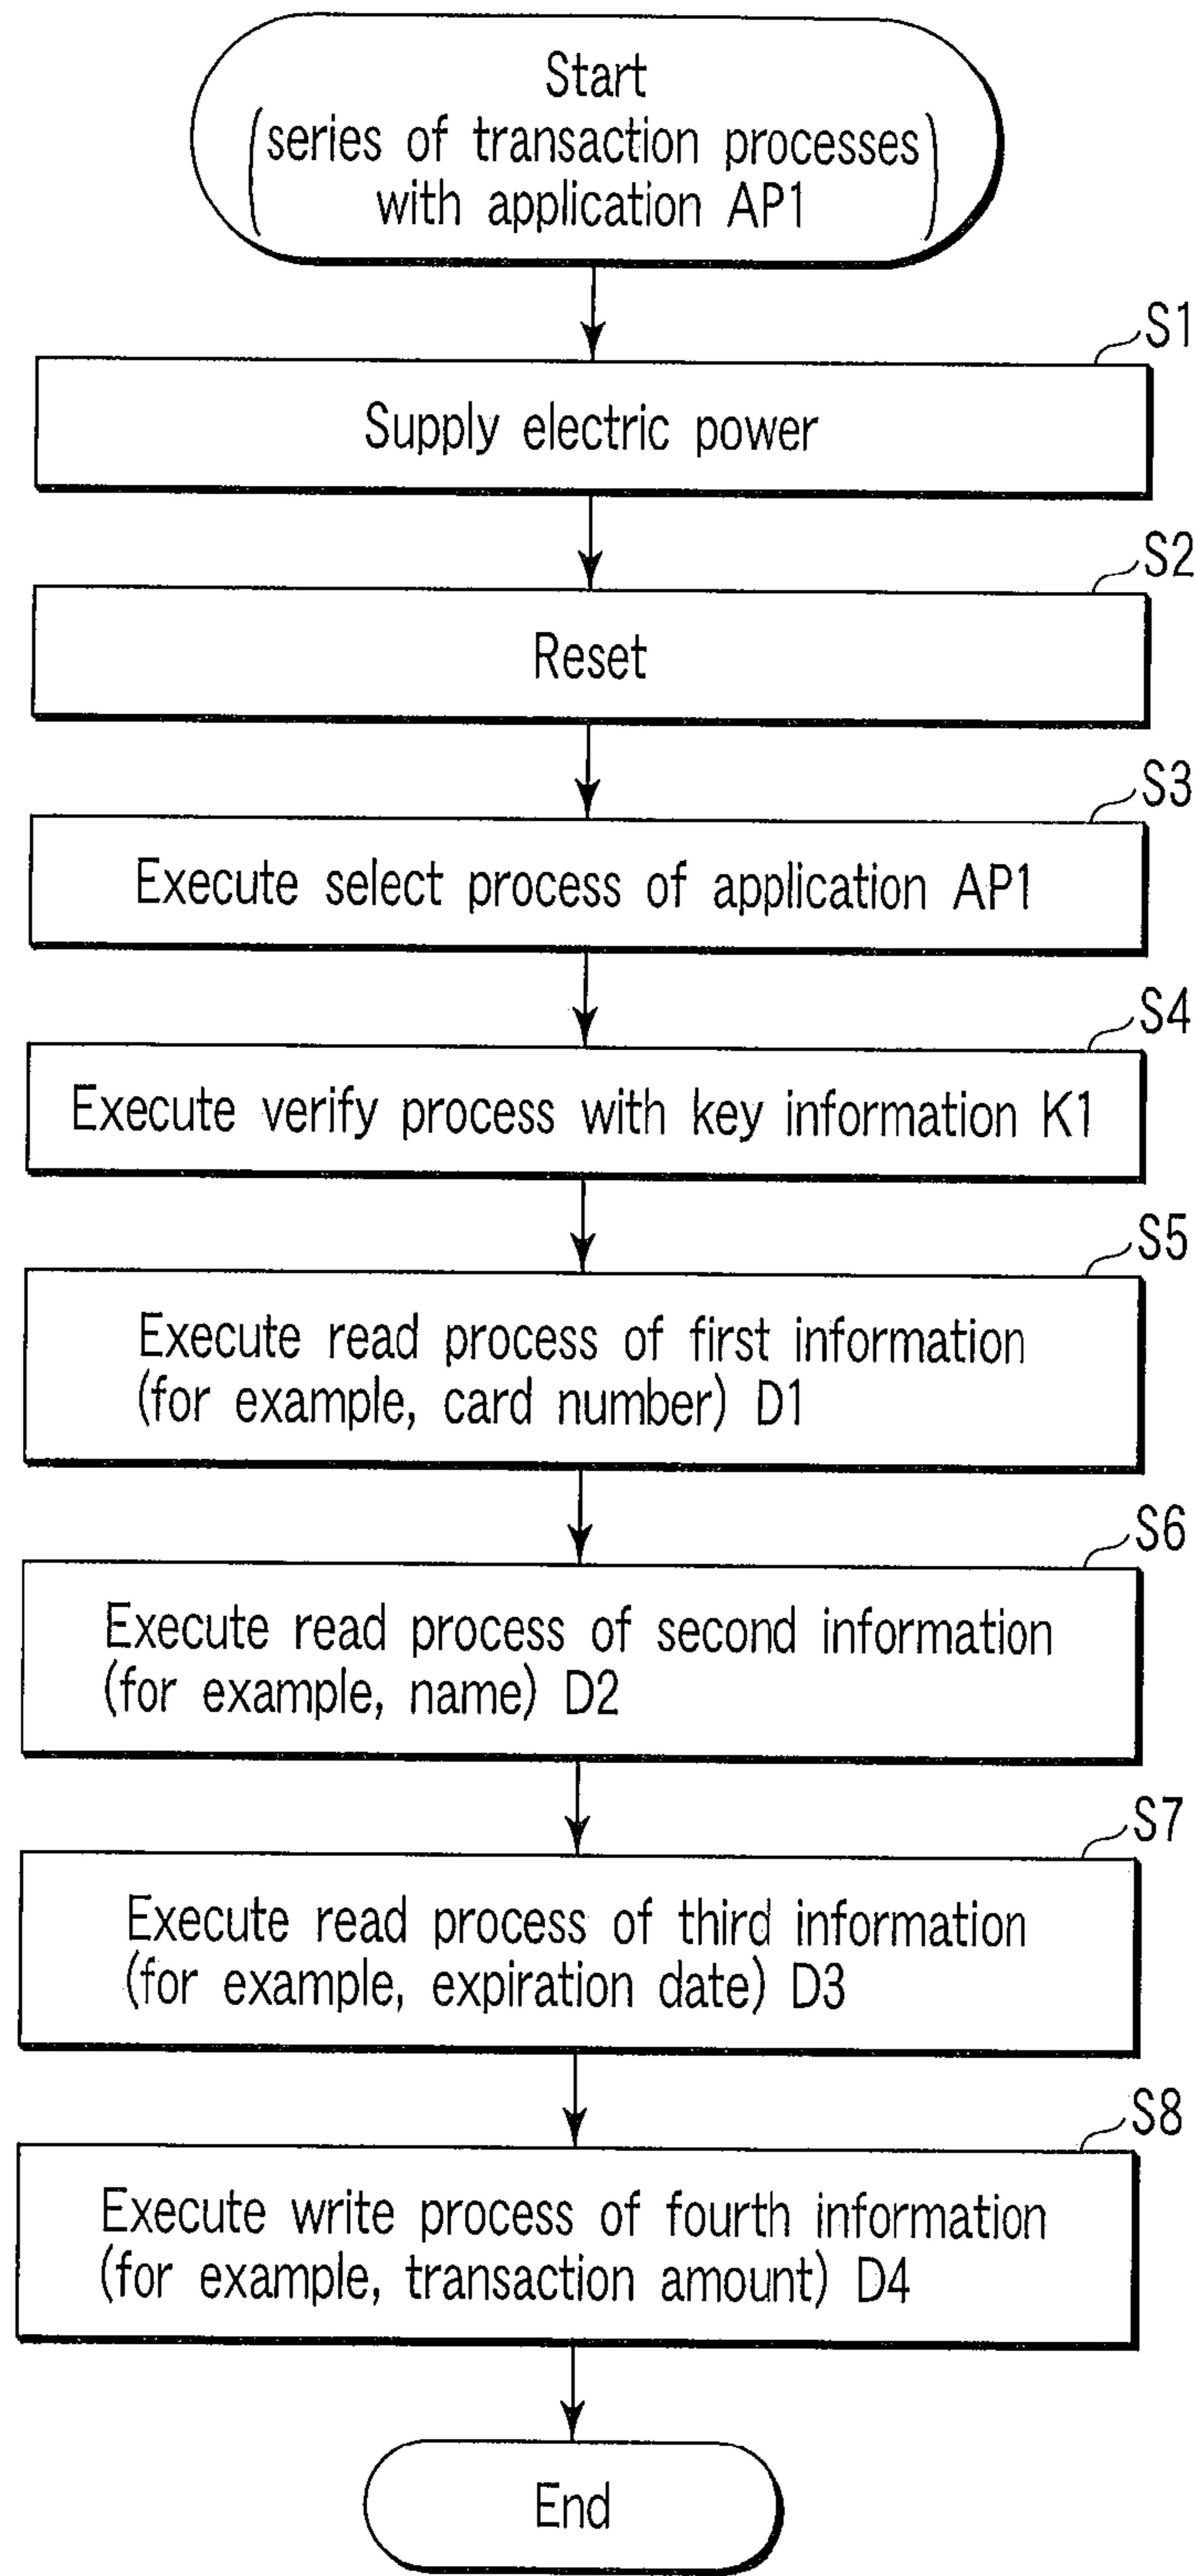 Start
(series of transaction processes
with application AP1)
S1
Supply electric power
S2
Reset
S3
Execute select process of application AP1
S4
Execute verify process with key information K1
S5
Execute read process of first information
(for example, card number) D1
S6
Execute read process of second information
(for example, name) D2
S7
Execute read process of third information
(for example, expiration date) D3
S8
Execute write process of fourth information
(for example, transaction amount) D4
End